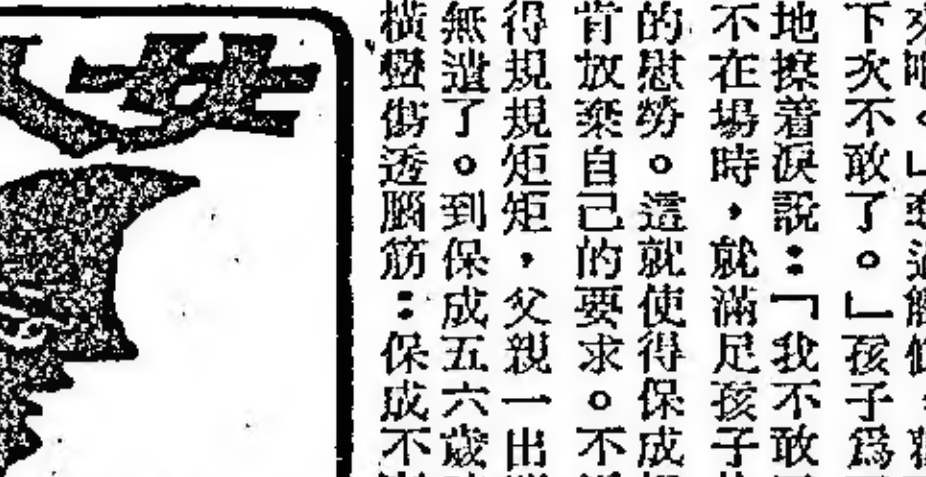 下次不敢了。」孩子爲
地擦着淚說：「我不敢
不在場時，就滿足孩子
的慰勞。這就使得保成
肯放棄自己的要求。不
得規規矩矩，父親一出
無遺了。到保成五六歲
橫蠻傷透腦筋：保成不